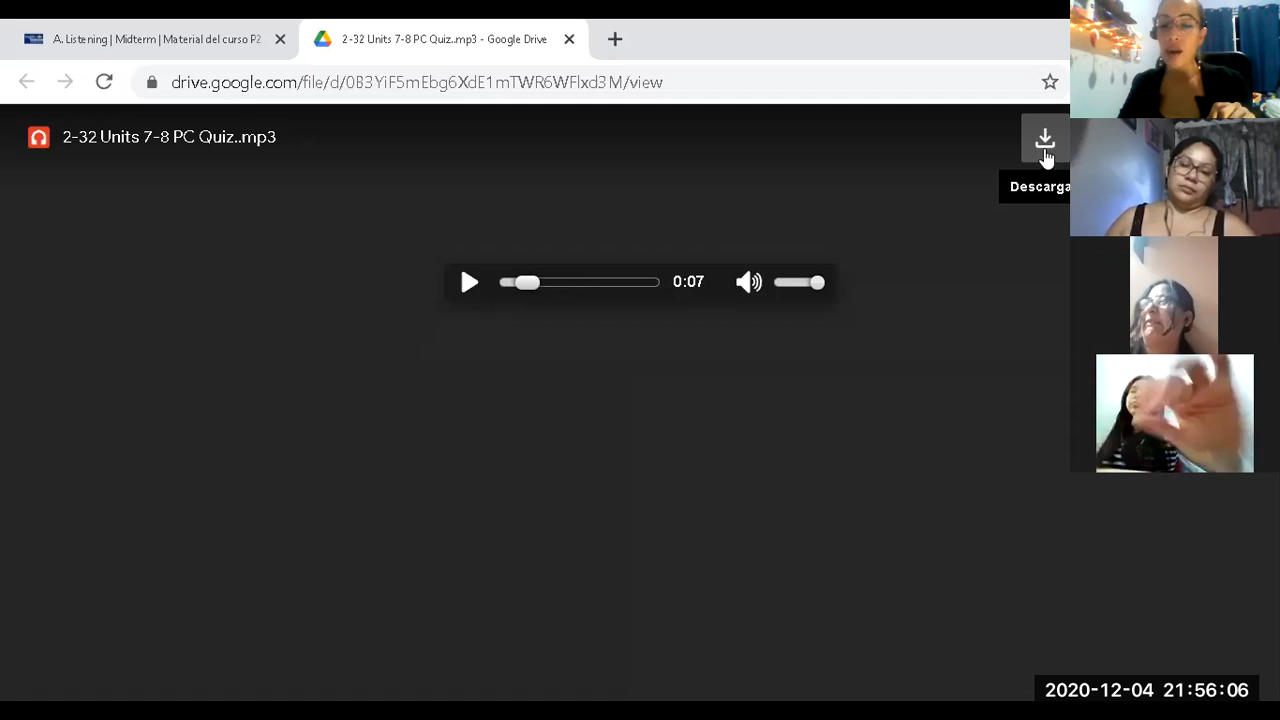 A. Listening | Midterm | Material del curso P2
2-32 Units 7-8 PC Quiz..mp3 - Google Drive
drive.google.com/file/d/0B3YiF5mEbg6XdE1mTWR6WFlxd3M/view
2-32 Units 7-8 PC Quiz..mp3
Descarga
0:07
2020-12-04 21:56:06